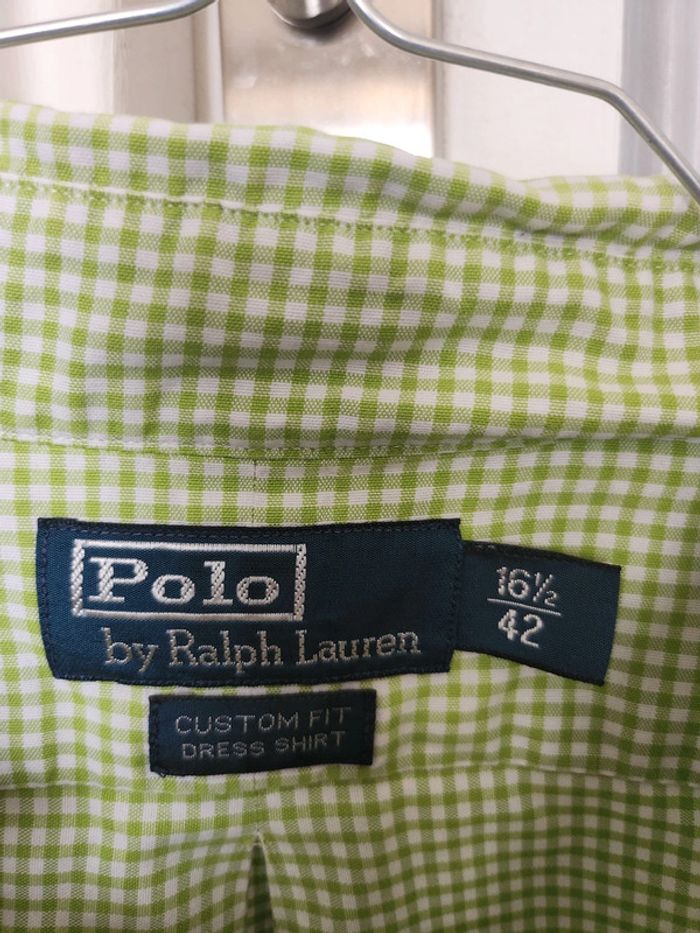 Polo
by Ralph Lauren
16½
42
CUSTOM FIT
DRESS SHIRT